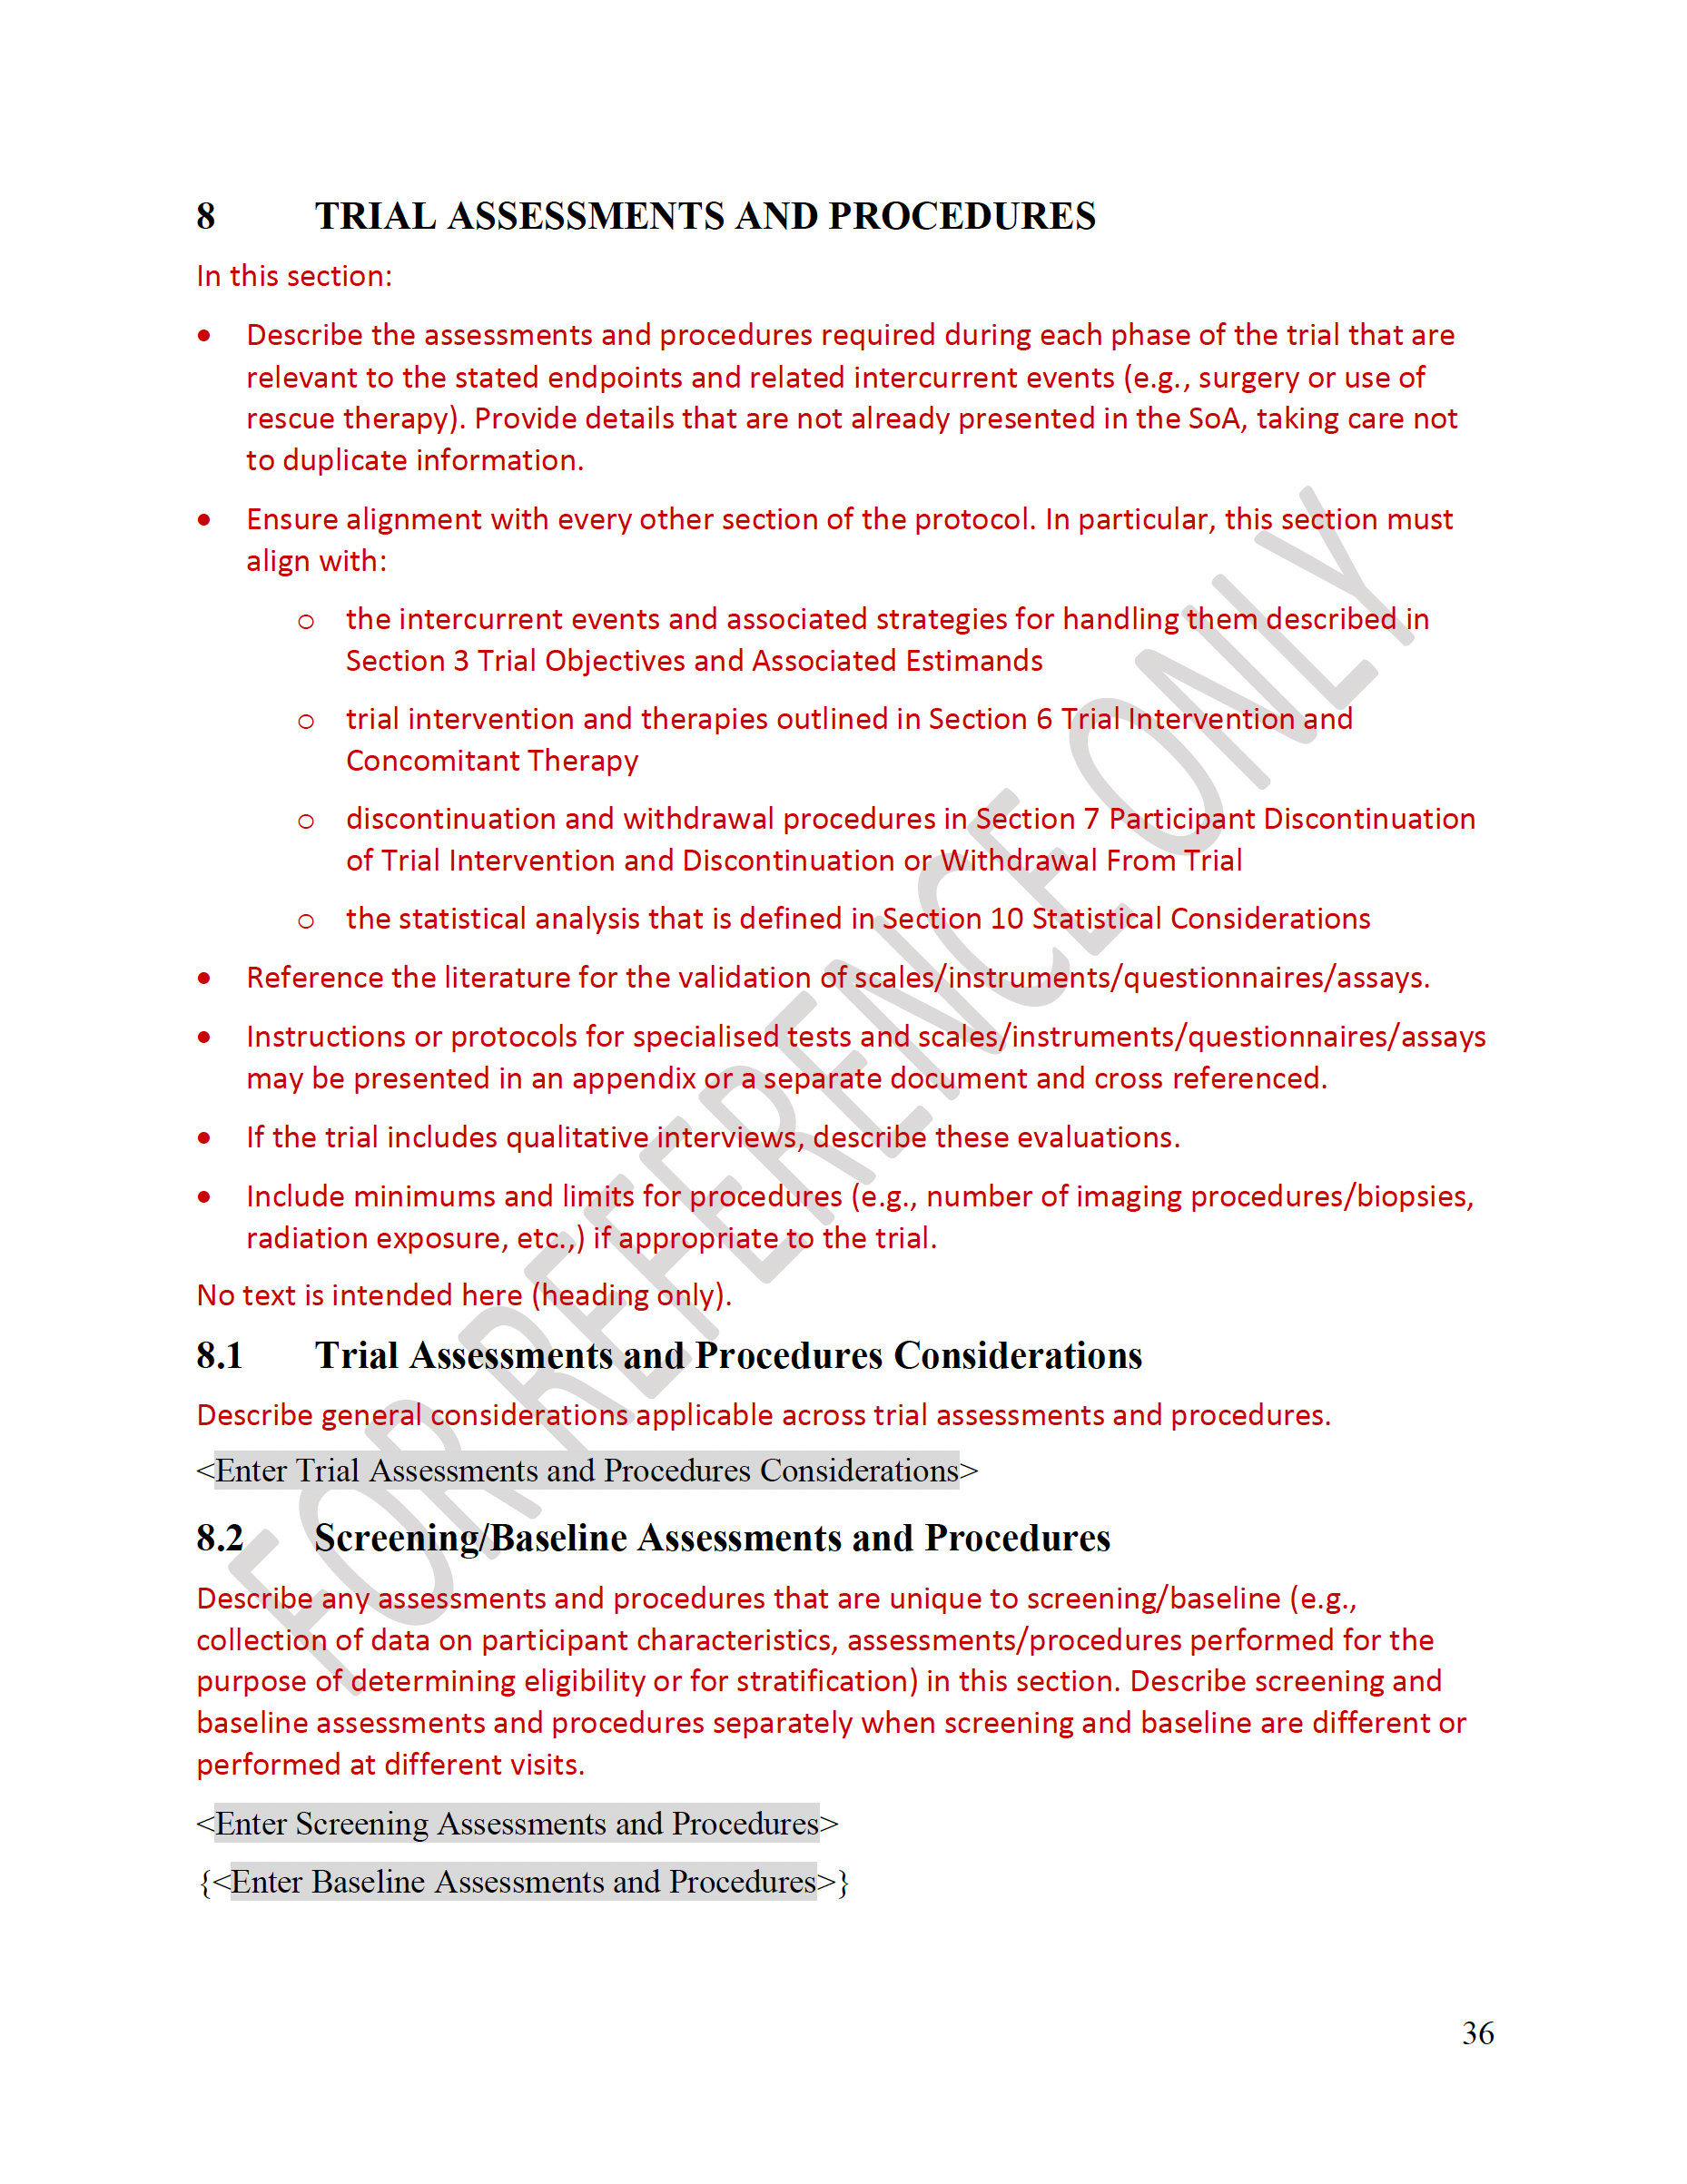 8 TRIAL ASSESSMENTS AND PROCEDURES
In this section:
• Describe the assessments and procedures required during each phase of the trial that are
relevant to the stated endpoints and related intercurrent events (e.g., surgery or use of
rescue therapy). Provide details that are not already presented in the SoA, taking care not
to duplicate information.
• Ensure alignment with every other section of the protocol. In particular, this section must
align with:
o the intercurrent events and associated strategies for handling them described in
Section 3 Trial Objectives and Associated Estimands
o trial intervention and therapies outlined in Section 6 Trial Intervention and
Concomitant Therapy
o discontinuation and withdrawal procedures in Section 7 Participant Discontinuation
of Trial Intervention and Discontinuation or Withdrawal From Trial
o the statistical analysis that is defined in Section 10 Statistical Considerations
• Reference the literature for the validation of scales/instruments/questionnaires/assays.
• Instructions or protocols for specialised tests and scales/instruments/questionnaires/assays
may be presented in an appendix or a separate document and cross referenced.
• If the trial includes qualitative interviews, describe these evaluations.
• Include minimums and limits for procedures (e.g., number of imaging procedures/biopsies,
radiation exposure, etc.,) if appropriate to the trial.
No text is intended here (heading only).
8.1 Trial Assessments and Procedures Considerations
Describe general considerations applicable across trial assessments and procedures.
<Enter Trial Assessments and Procedures Considerations>
8.2 Screening/Baseline Assessments and Procedures
Describe any assessments and procedures that are unique to screening/baseline (e.g.,
collection of data on participant characteristics, assessments/procedures performed for the
purpose of determining eligibility or for stratification) in this section. Describe screening and
baseline assessments and procedures separately when screening and baseline are different or
performed at different visits.
<Enter Screening Assessments and Procedures>
{<Enter Baseline Assessments and Procedures>}
36
FOR REFERENCE ONLY